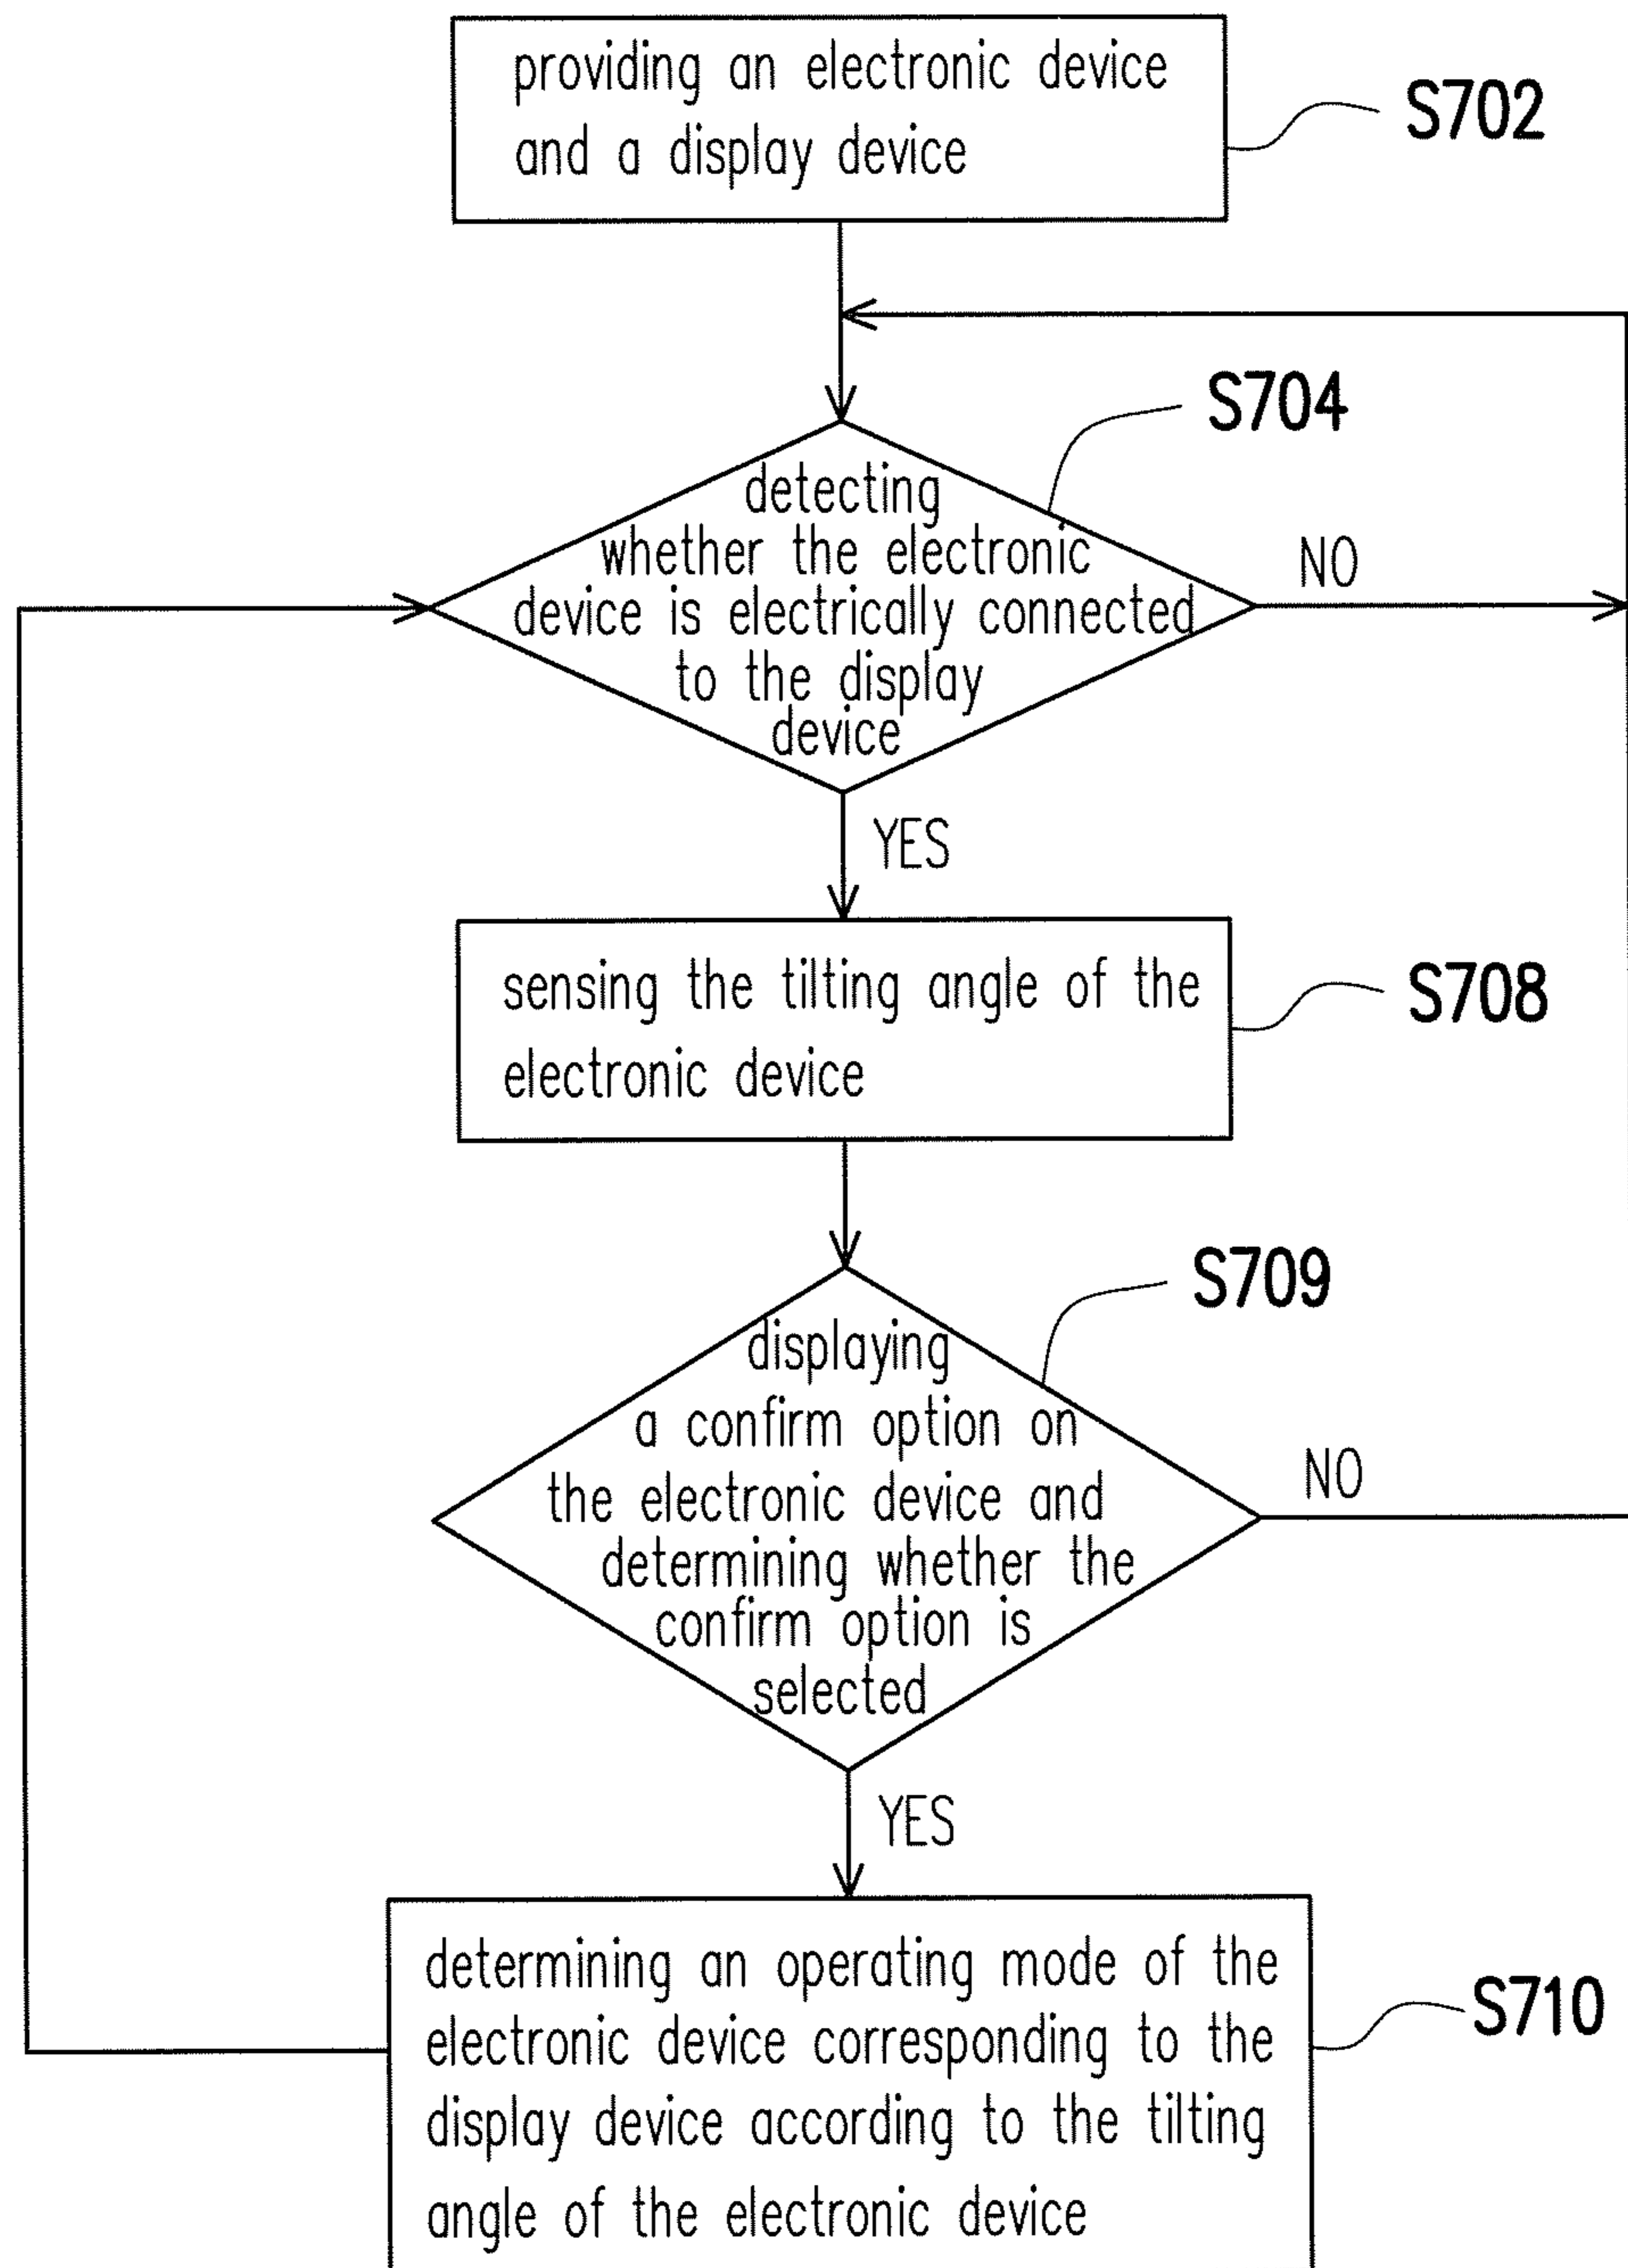 providing an electronic device
and a display device
S702
S704
detecting
whether the electronic
device is electrically connected
to the display
device
NO
YES
sensing the tilting angle of the
electronic device
S708
S709
displaying
a confirm option on
the electronic device and
determining whether the
confirm option is
selected
NO
YES
determining an operating mode of the
electronic device corresponding to the
display device according to the tilting
angle of the electronic device
S710